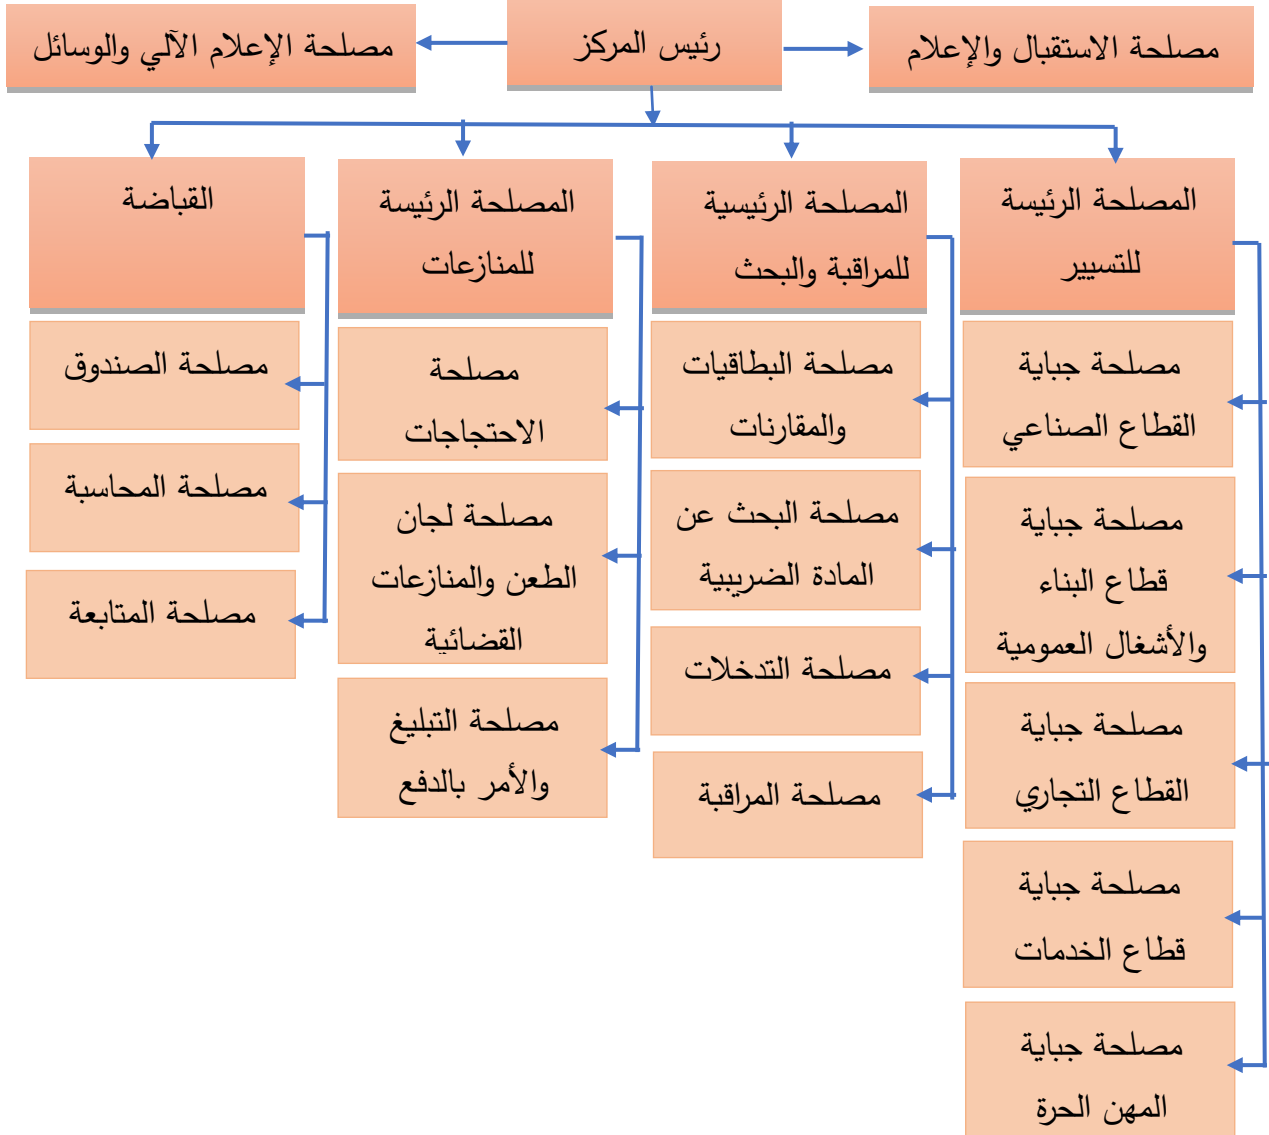 مصلحة الاستقبال والإعلام
رئيس المركز
مصلحة الإعلام الآلي والوسائل
المصلحة الرئيسة
للتسيير
مصلحة جباية
القطاع الصناعي
مصلحة جباية
قطاع البناء
والأشغال العمومية
مصلحة جباية
القطاع التجاري
مصلحة جباية
قطاع الخدمات
مصلحة جباية
المهن الحرة
المصلحة الرئيسية
للمراقبة والبحث
مصلحة البطاقيات
والمقارنات
مصلحة البحث عن
المادة الضريبية
مصلحة التدخلات
مصلحة المراقبة
المصلحة الرئيسة
للمنازعات
مصلحة
الاحتجاجات
مصلحة لجان
الطعن والمنازعات
القضائية
مصلحة التبليغ
والأمر بالدفع
القباضة
مصلحة الصندوق
مصلحة المحاسبة
مصلحة المتابعة